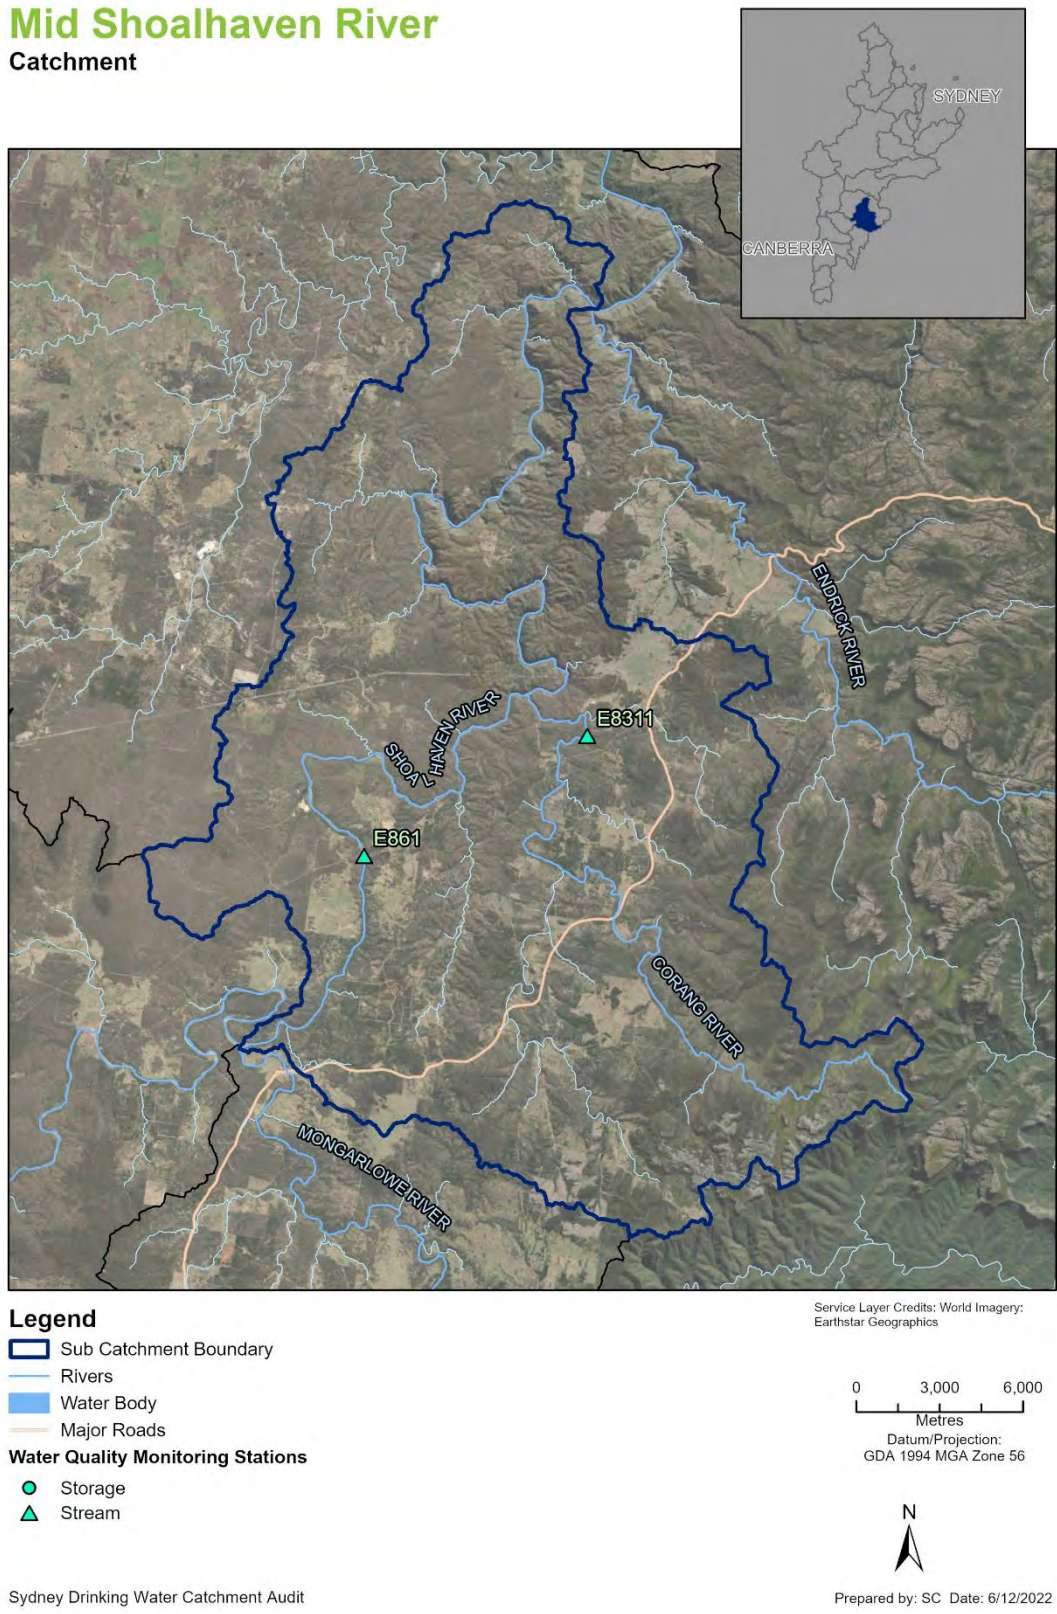 Mid Shoalhaven River
Catchment
SYDNEY
CANBERRA
ENDRICK RIVER
SHOALHAVEN RIVER
E8311
E861
CORANG RIVER
MONGARLOWE RIVER
Legend
Sub Catchment Boundary
Rivers
Water Body
Major Roads
Water Quality Monitoring Stations
Storage
Stream
Service Layer Credits: World Imagery:
Earthstar Geographics
0 3,000 6,000
Metres
Datum/Projection:
GDA 1994 MGA Zone 56
N
Sydney Drinking Water Catchment Audit
Prepared by: SC Date: 6/12/2022